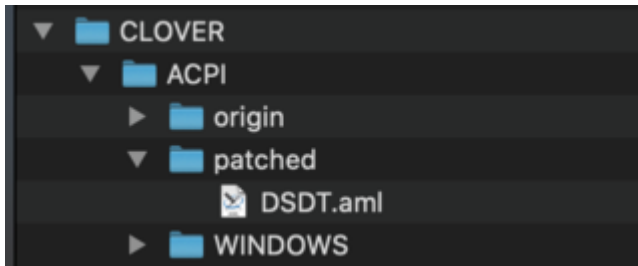 CLOVER
ACPI
origin
patched
DSDT.aml
WINDOWS